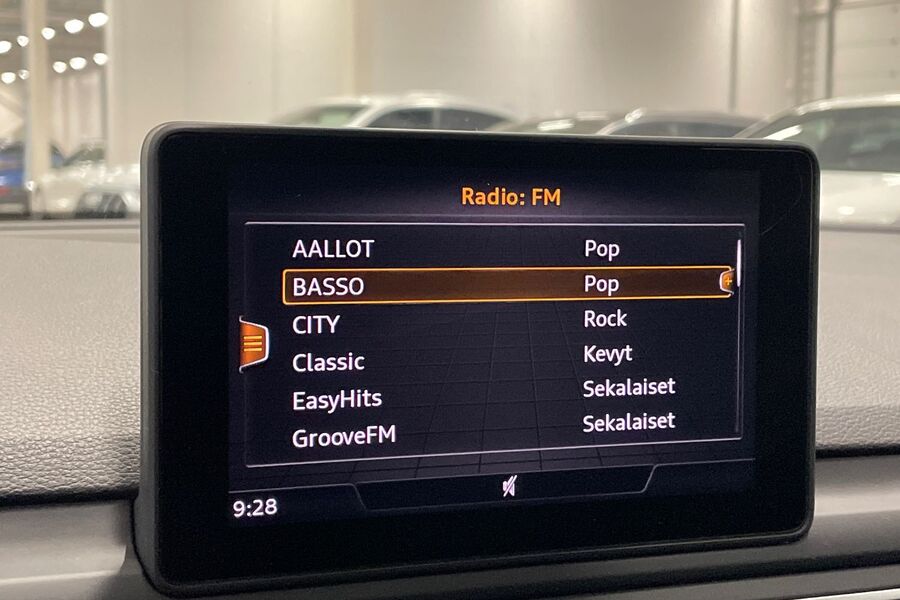 Radio: FM
AALLOT Pop
BASSO Pop
CITY Rock
Classic Kevyt
EasyHits Sekalaiset
GrooveFM Sekalaiset
9:28